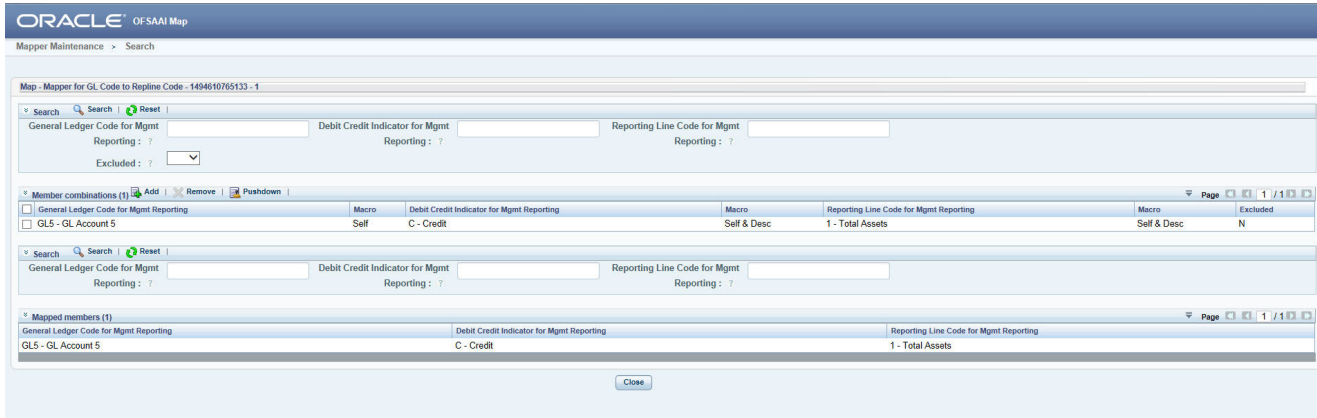 ORACLE® OFSAAI Map
Mapper Maintenance > Search
Map - Mapper for GL Code to Repline Code - 1494610765133 - 1
Search Search | Reset |
General Ledger Code for Mgmt Reporting : ? Debit Credit Indicator for Mgmt Reporting : ? Reporting Line Code for Mgmt Reporting : ?
Excluded : ?
Member combinations (1) Add | Remove | Pushdown | Page 1 / 1
General Ledger Code for Mgmt Reporting Macro Debit Credit Indicator for Mgmt Reporting Macro Reporting Line Code for Mgmt Reporting Macro Excluded
GL5 - GL Account 5 Self C - Credit Self & Desc 1 - Total Assets Self & Desc N
Search Search | Reset |
General Ledger Code for Mgmt Reporting : ? Debit Credit Indicator for Mgmt Reporting : ? Reporting Line Code for Mgmt Reporting : ?
Mapped members (1) Page 1 / 1
General Ledger Code for Mgmt Reporting Debit Credit Indicator for Mgmt Reporting Reporting Line Code for Mgmt Reporting
GL5 - GL Account 5 C - Credit 1 - Total Assets
Close